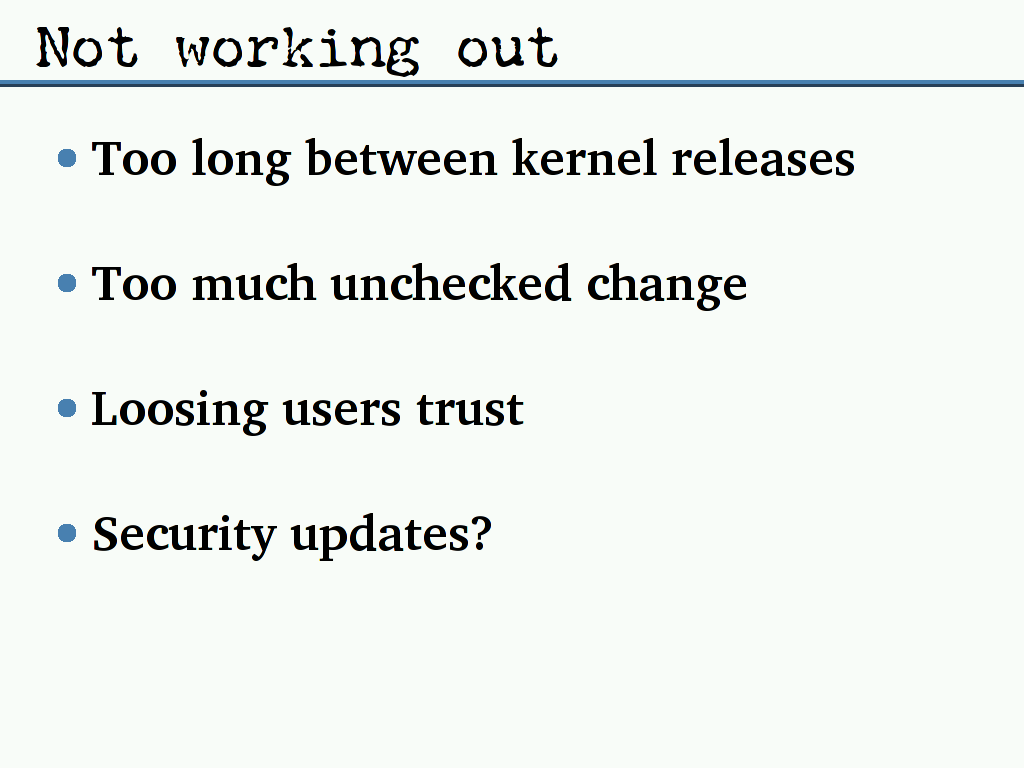 Not working out
Too long between kernel releases
Too much unchecked change
Loosing users trust
Security updates?